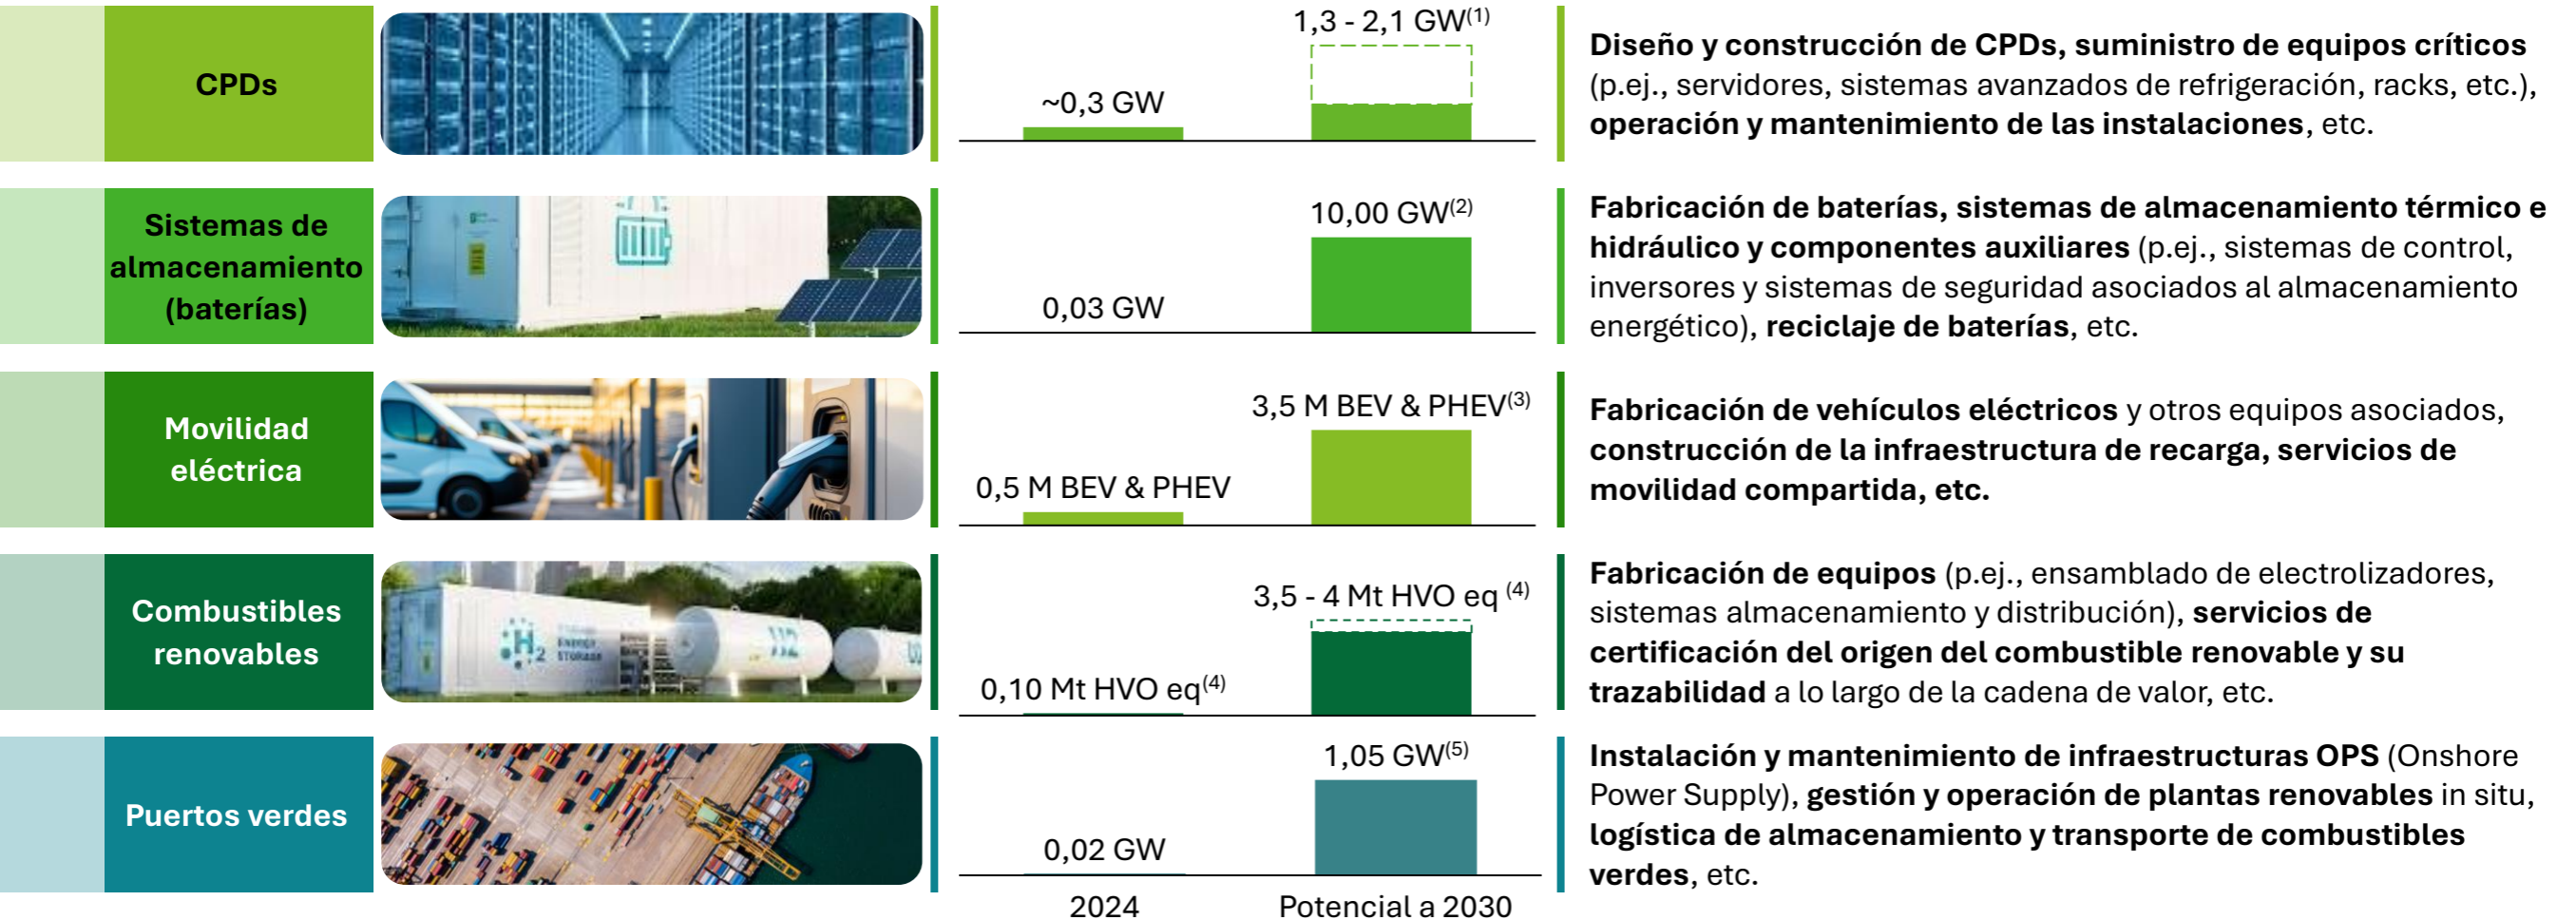 CPDs
~0,3 GW
1,3 - 2,1 GW(1)
Diseño y construcción de CPDs, suministro de equipos críticos
(p.ej., servidores, sistemas avanzados de refrigeración, racks, etc.),
operación y mantenimiento de las instalaciones, etc.
Sistemas de
almacenamiento
(baterías)
0,03 GW
10,00 GW(2)
Fabricación de baterías, sistemas de almacenamiento térmico e
hidráulico y componentes auxiliares (p.ej., sistemas de control,
inversores y sistemas de seguridad asociados al almacenamiento
energético), reciclaje de baterías, etc.
Movilidad
eléctrica
0,5 M BEV & PHEV
3,5 M BEV & PHEV(3)
Fabricación de vehículos eléctricos y otros equipos asociados,
construcción de la infraestructura de recarga, servicios de
movilidad compartida, etc.
Combustibles
renovables
H2
ENERGY
STORAGE
H2
0,10 Mt HVO eq(4)
3,5 - 4 Mt HVO eq (4)
Fabricación de equipos (p.ej., ensamblado de electrolizadores,
sistemas almacenamiento y distribución), servicios de
certificación del origen del combustible renovable y su
trazabilidad a lo largo de la cadena de valor, etc.
Puertos verdes
0,02 GW
1,05 GW(5)
Instalación y mantenimiento de infraestructuras OPS (Onshore
Power Supply), gestión y operación de plantas renovables in situ,
logística de almacenamiento y transporte de combustibles
verdes, etc.
2024
Potencial a 2030